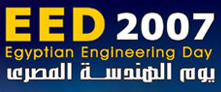 EED 2007
Egyptian Engineering Day
يوم الهندسة المصرى